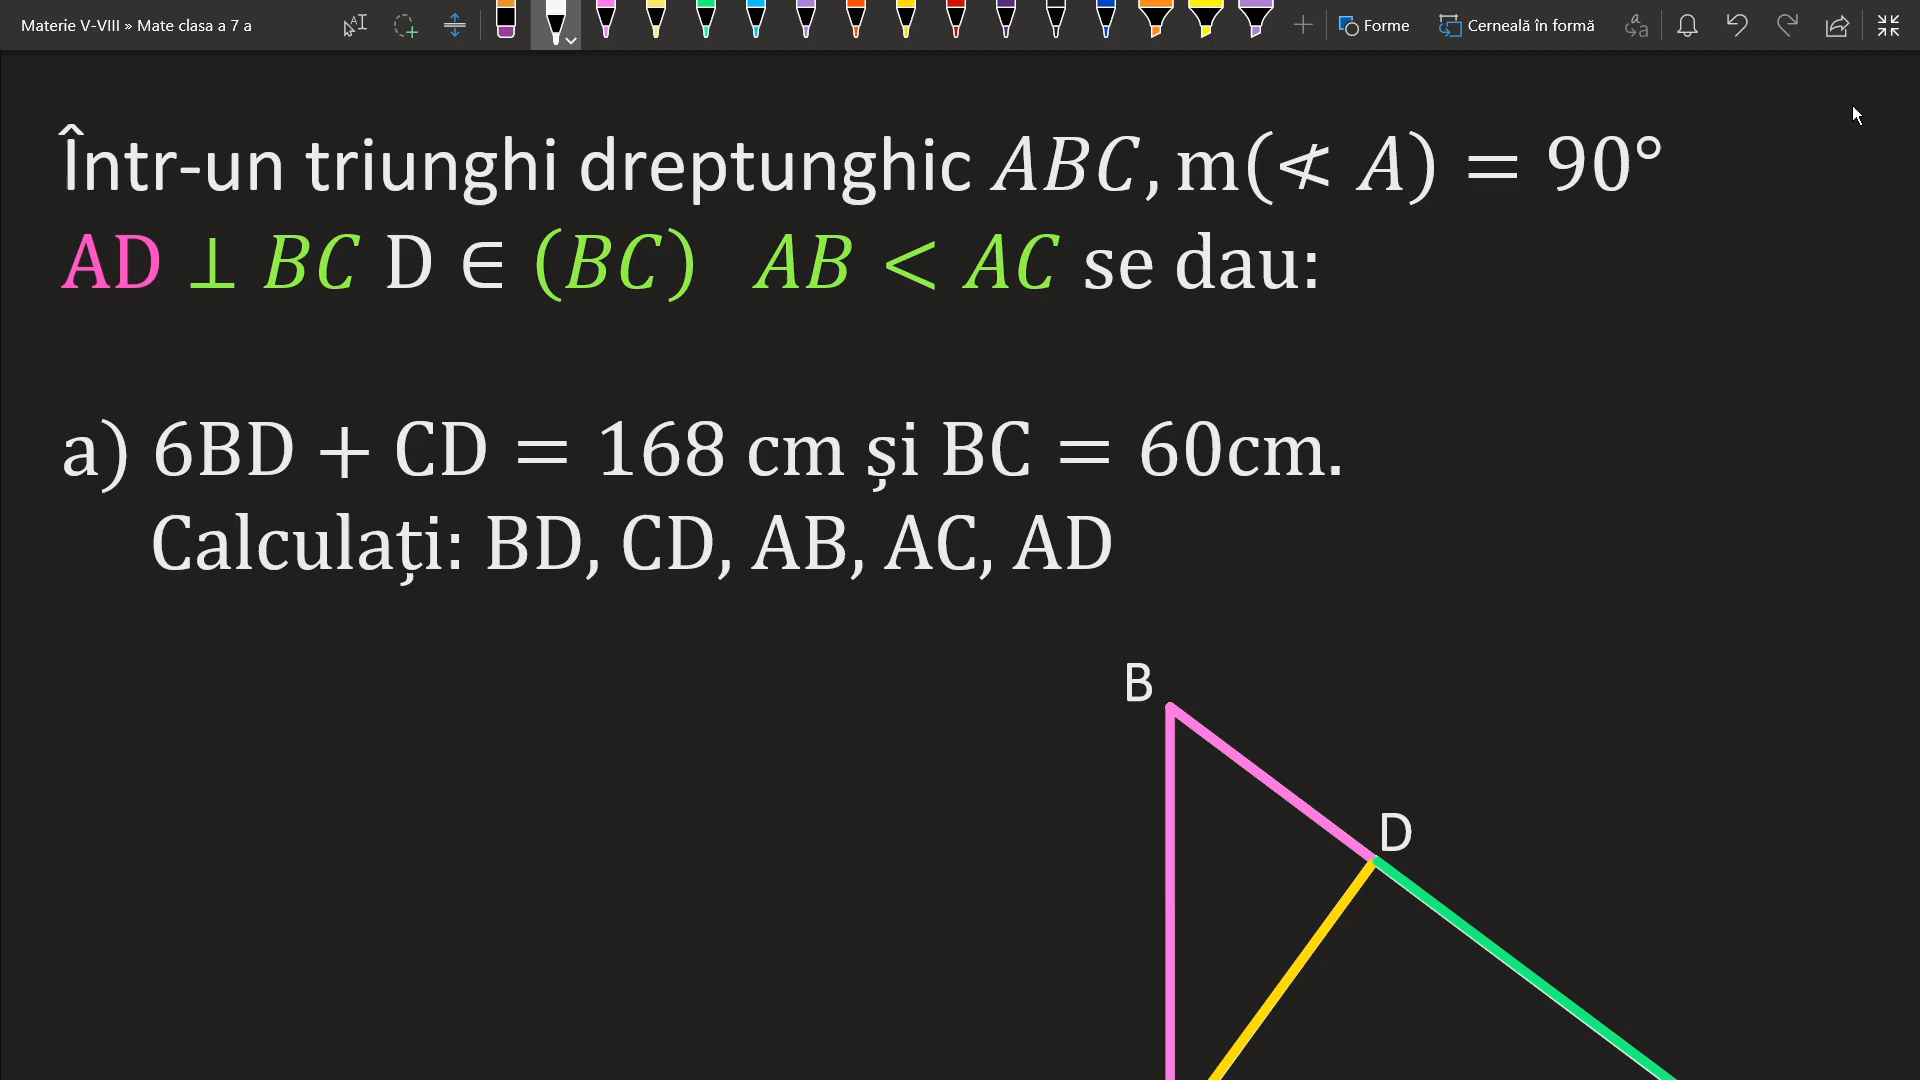 Materie V-VIII » Mate clasa a 7 a
Forme
Cerneală în formă
Într-un triunghi dreptunghic ABC, m(∢ A) = 90°
AD ⊥ BC D ∈ (BC) AB < AC se dau:
a) 6BD + CD = 168 cm și BC = 60cm.
Calculați: BD, CD, AB, AC, AD
B
D